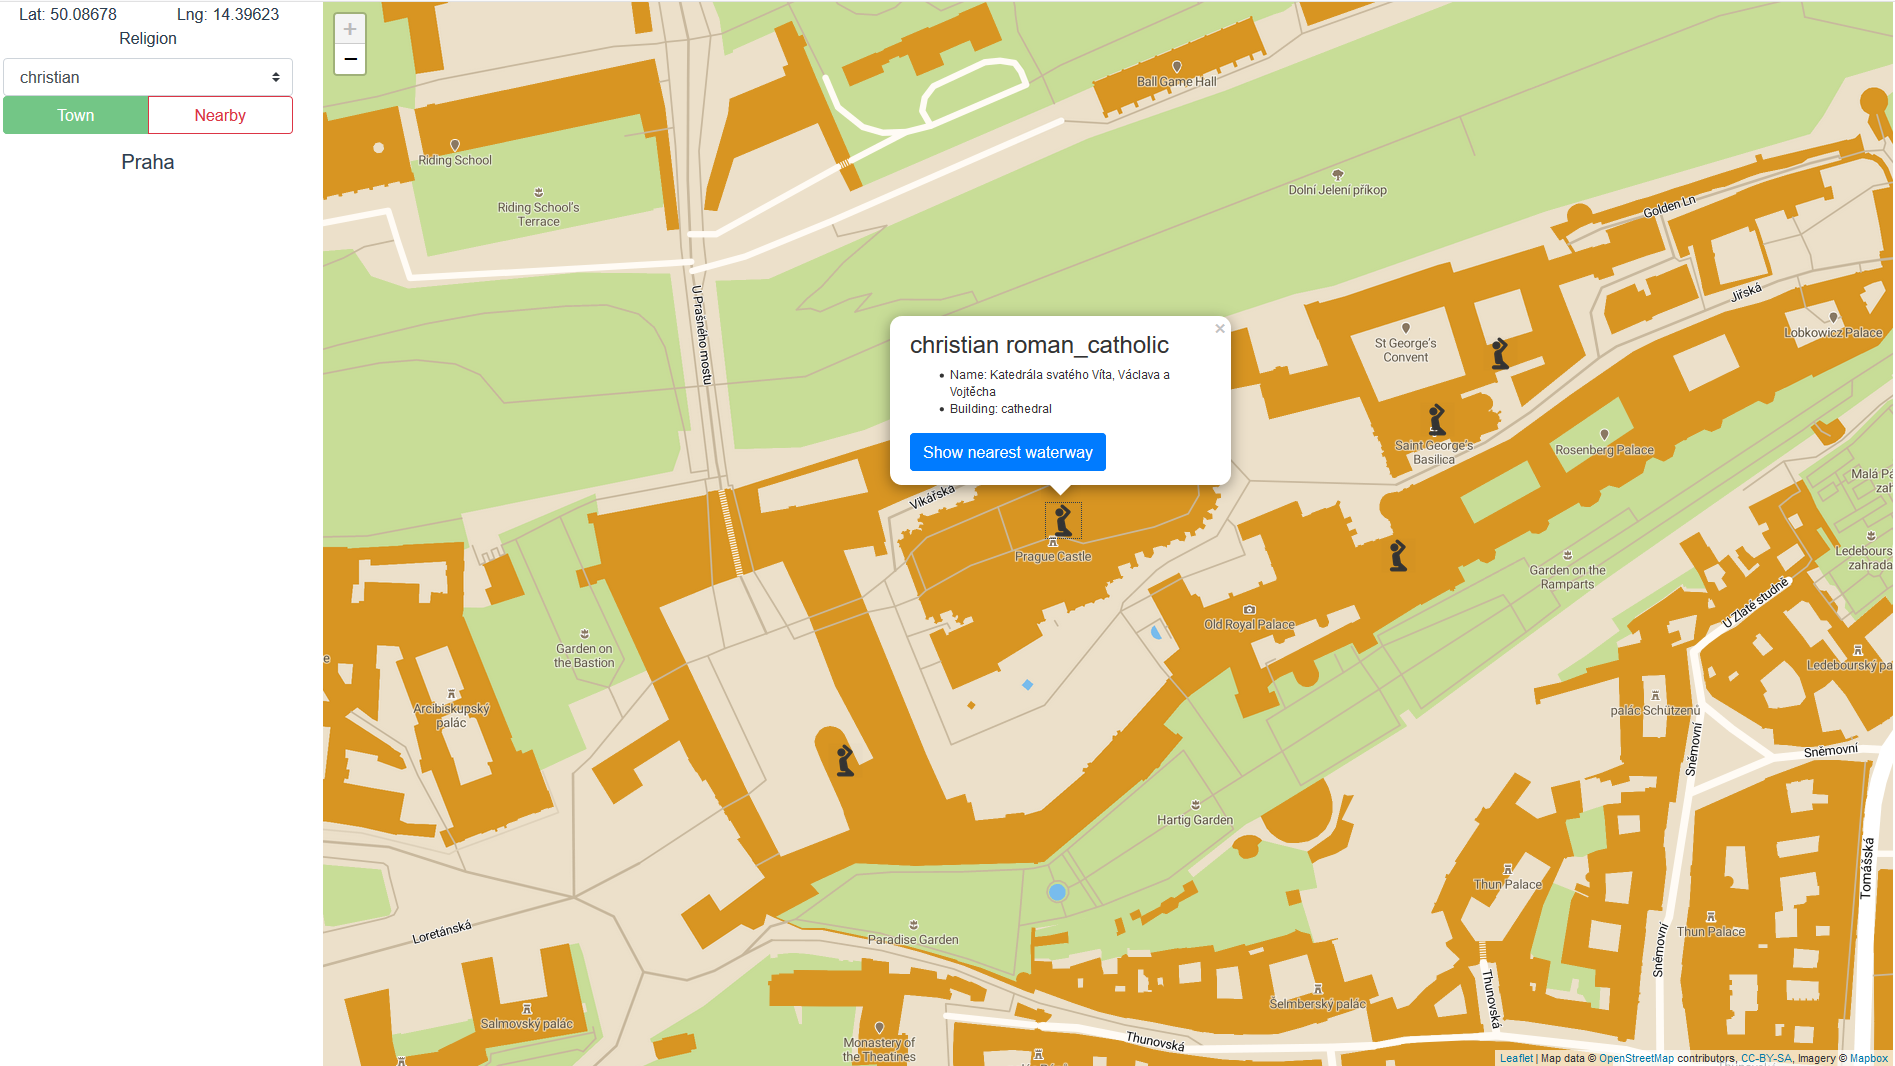 Lat: 50.08678
Lng: 14.39623
Religion
christian
Town
Nearby
Praha
+
−
Ball Game Hall
Riding School
Riding School's
Terrace
Dolní Jelení příkop
Golden Ln
Jiřská
Lobkowicz Palace
U Prašného mostu
St George's
Convent
×
christian roman_catholic
Name: Katedrála svatého Víta, Václava a
Vojtěcha
Building: cathedral
Show nearest waterway
Saint George's
Basilica
Rosenberg Palace
Vikářská
Prague Castle
Garden on the
Ramparts
U Zlaté studně
Old Royal Palace
Garden on
the Bastion
Arcibiskupský
palác
palác Schützenů
Sněmovní
Sněmovní
Hartig Garden
Thun Palace
Tomášská
Thun Palace
Loretánská
Paradise Garden
Sněmovní
Salmovský palác
Šelmberský palác
Thunovská
Monastery of
the Theatines
Thunovská
Leaflet | Map data © OpenStreetMap contributors, CC-BY-SA, Imagery © Mapbox